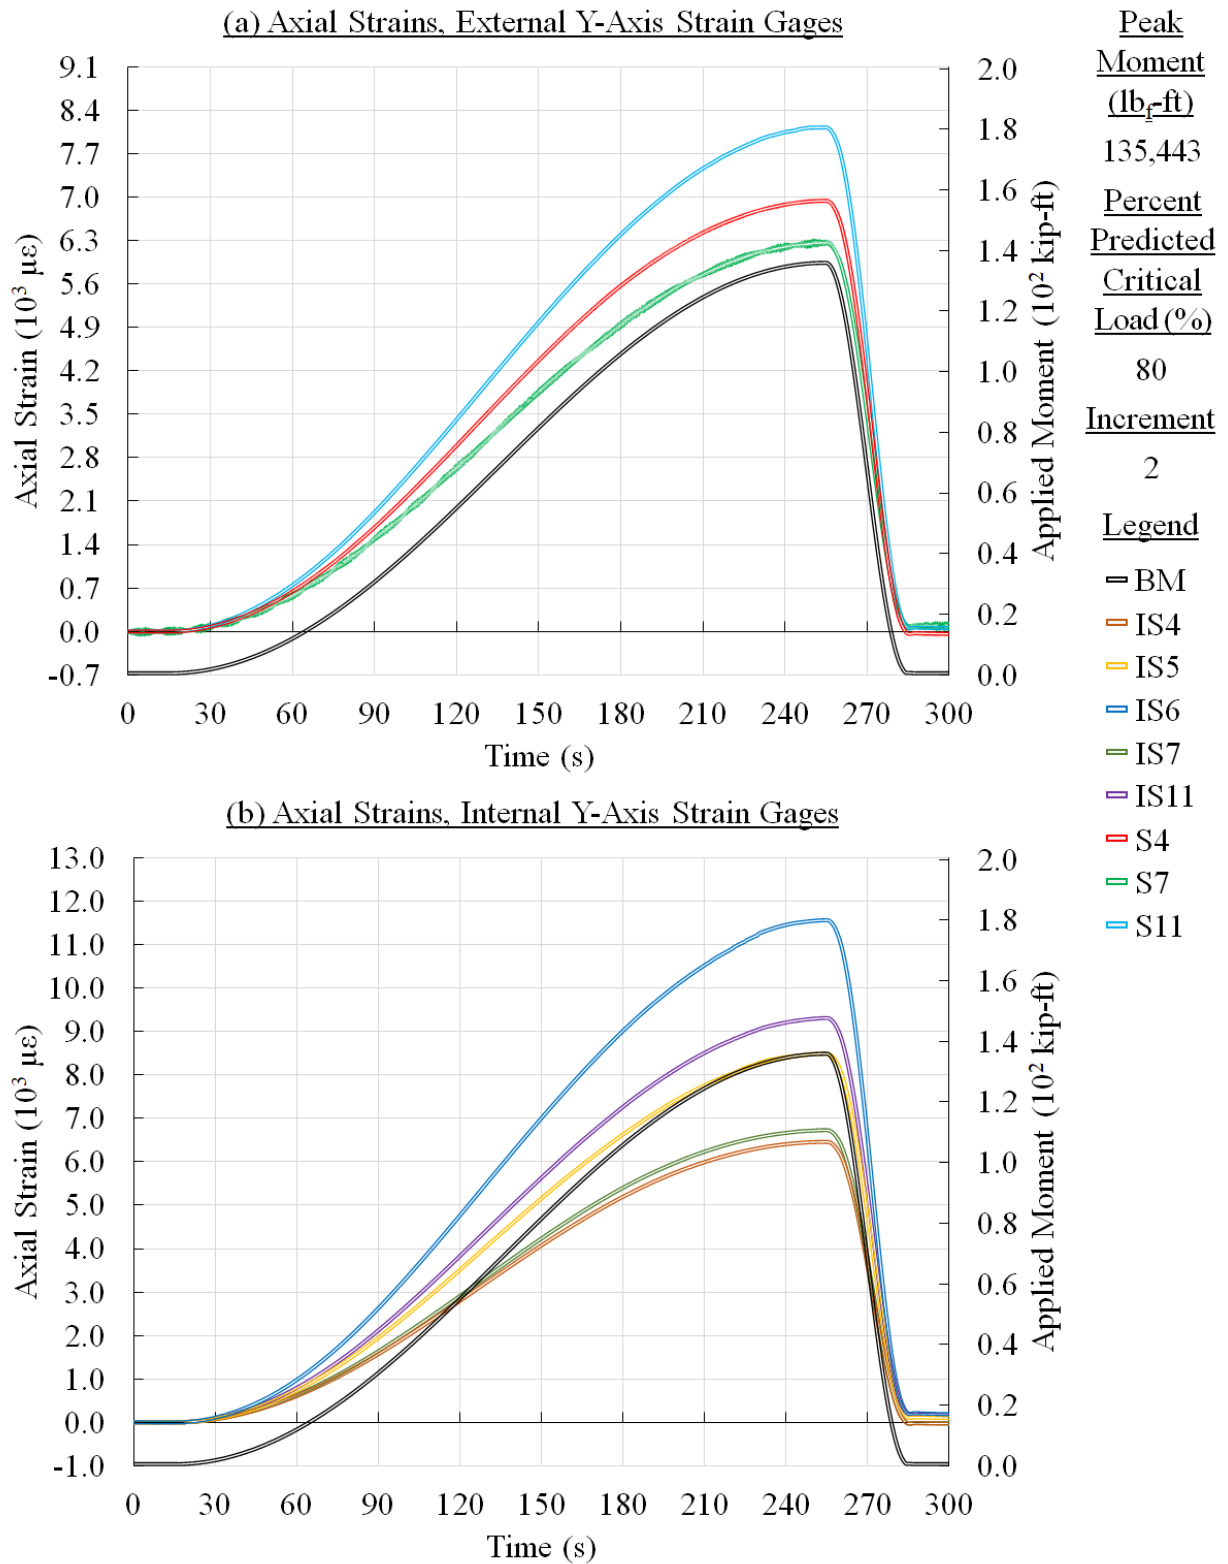 (a) Axial Strains, External Y-Axis Strain Gages
Axial Strain (10³ µε)
9.1
8.4
7.7
7.0
6.3
5.6
4.9
4.2
3.5
2.8
2.1
1.4
0.7
0.0
-0.7
0 30 60 90 120 150 180 210 240 270 300
Time (s)
2.0
1.8
1.6
1.4
1.2
1.0
0.8
0.6
0.4
0.2
0.0
Applied Moment (10² kip-ft)
Peak
Moment
(lb_f-ft)
135,443
Percent
Predicted
Critical
Load (%)
80
Increment
2
Legend
BM
IS4
IS5
IS6
IS7
IS11
S4
S7
S11
(b) Axial Strains, Internal Y-Axis Strain Gages
Axial Strain (10³ µε)
13.0
12.0
11.0
10.0
9.0
8.0
7.0
6.0
5.0
4.0
3.0
2.0
1.0
0.0
-1.0
0 30 60 90 120 150 180 210 240 270 300
Time (s)
2.0
1.8
1.6
1.4
1.2
1.0
0.8
0.6
0.4
0.2
0.0
Applied Moment (10² kip-ft)